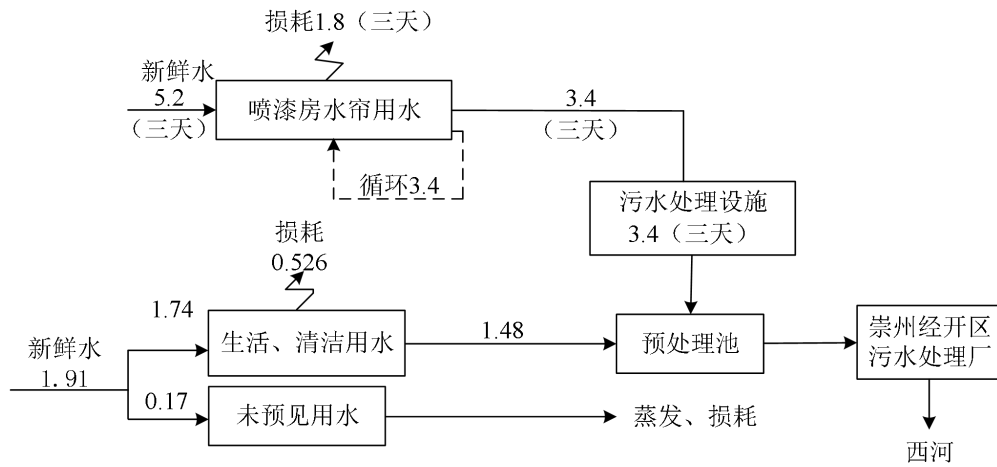 损耗1.8（三天）
新鲜水
5.2
（三天）
喷漆房水帘用水
3.4
（三天）
循环3.4
污水处理设施
3.4（三天）
损耗
0.526
1.74
生活、清洁用水
1.48
预处理池
崇州经开区
污水处理厂
新鲜水
1.91
0.17
未预见用水
蒸发、损耗
西河